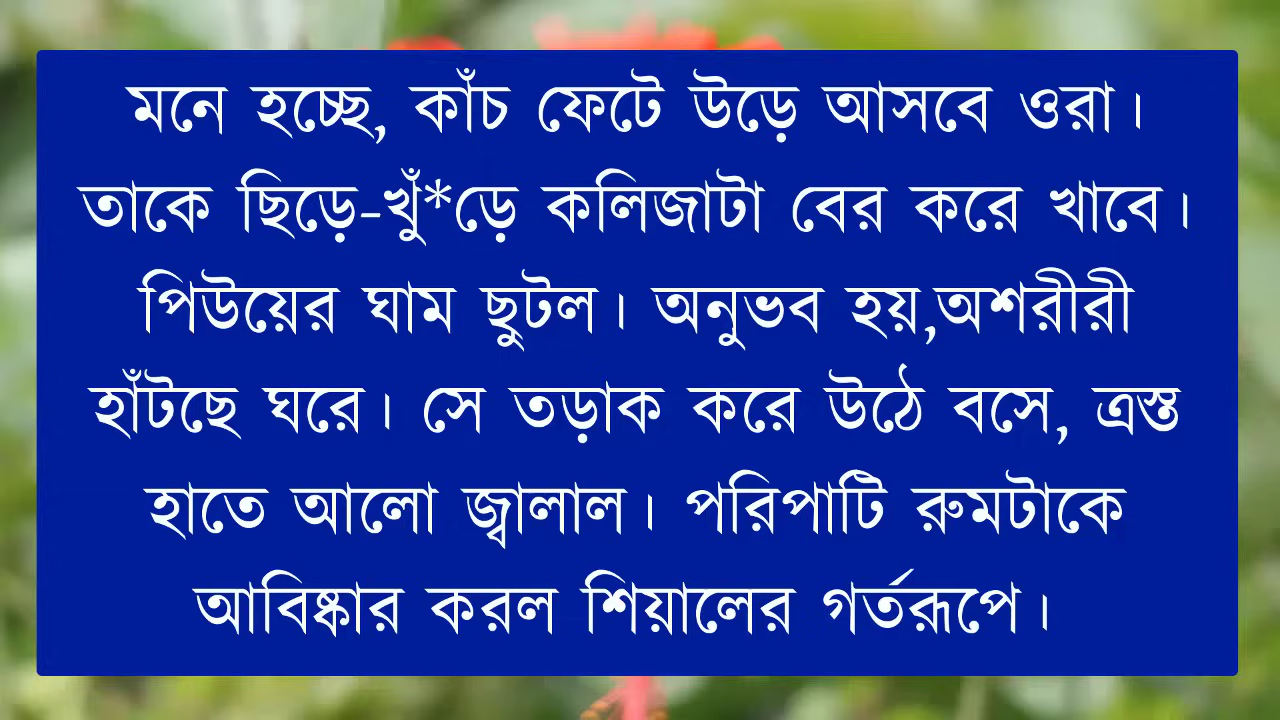 মনে হচ্ছে, কাঁচ ফেটে উড়ে আসবে ওরা।
তাকে ছিড়ে-খুঁ*ড়ে কলিজাটা বের করে খাবে।
পিউয়ের ঘাম ছুটল। অনুভব হয়,অশরীরী
হাঁটছে ঘরে। সে তড়াক করে উঠে বসে, ত্রস্ত
হাতে আলো জ্বালাল। পরিপাটি রুমটাকে
আবিষ্কার করল শিয়ালের গর্তরূপে।